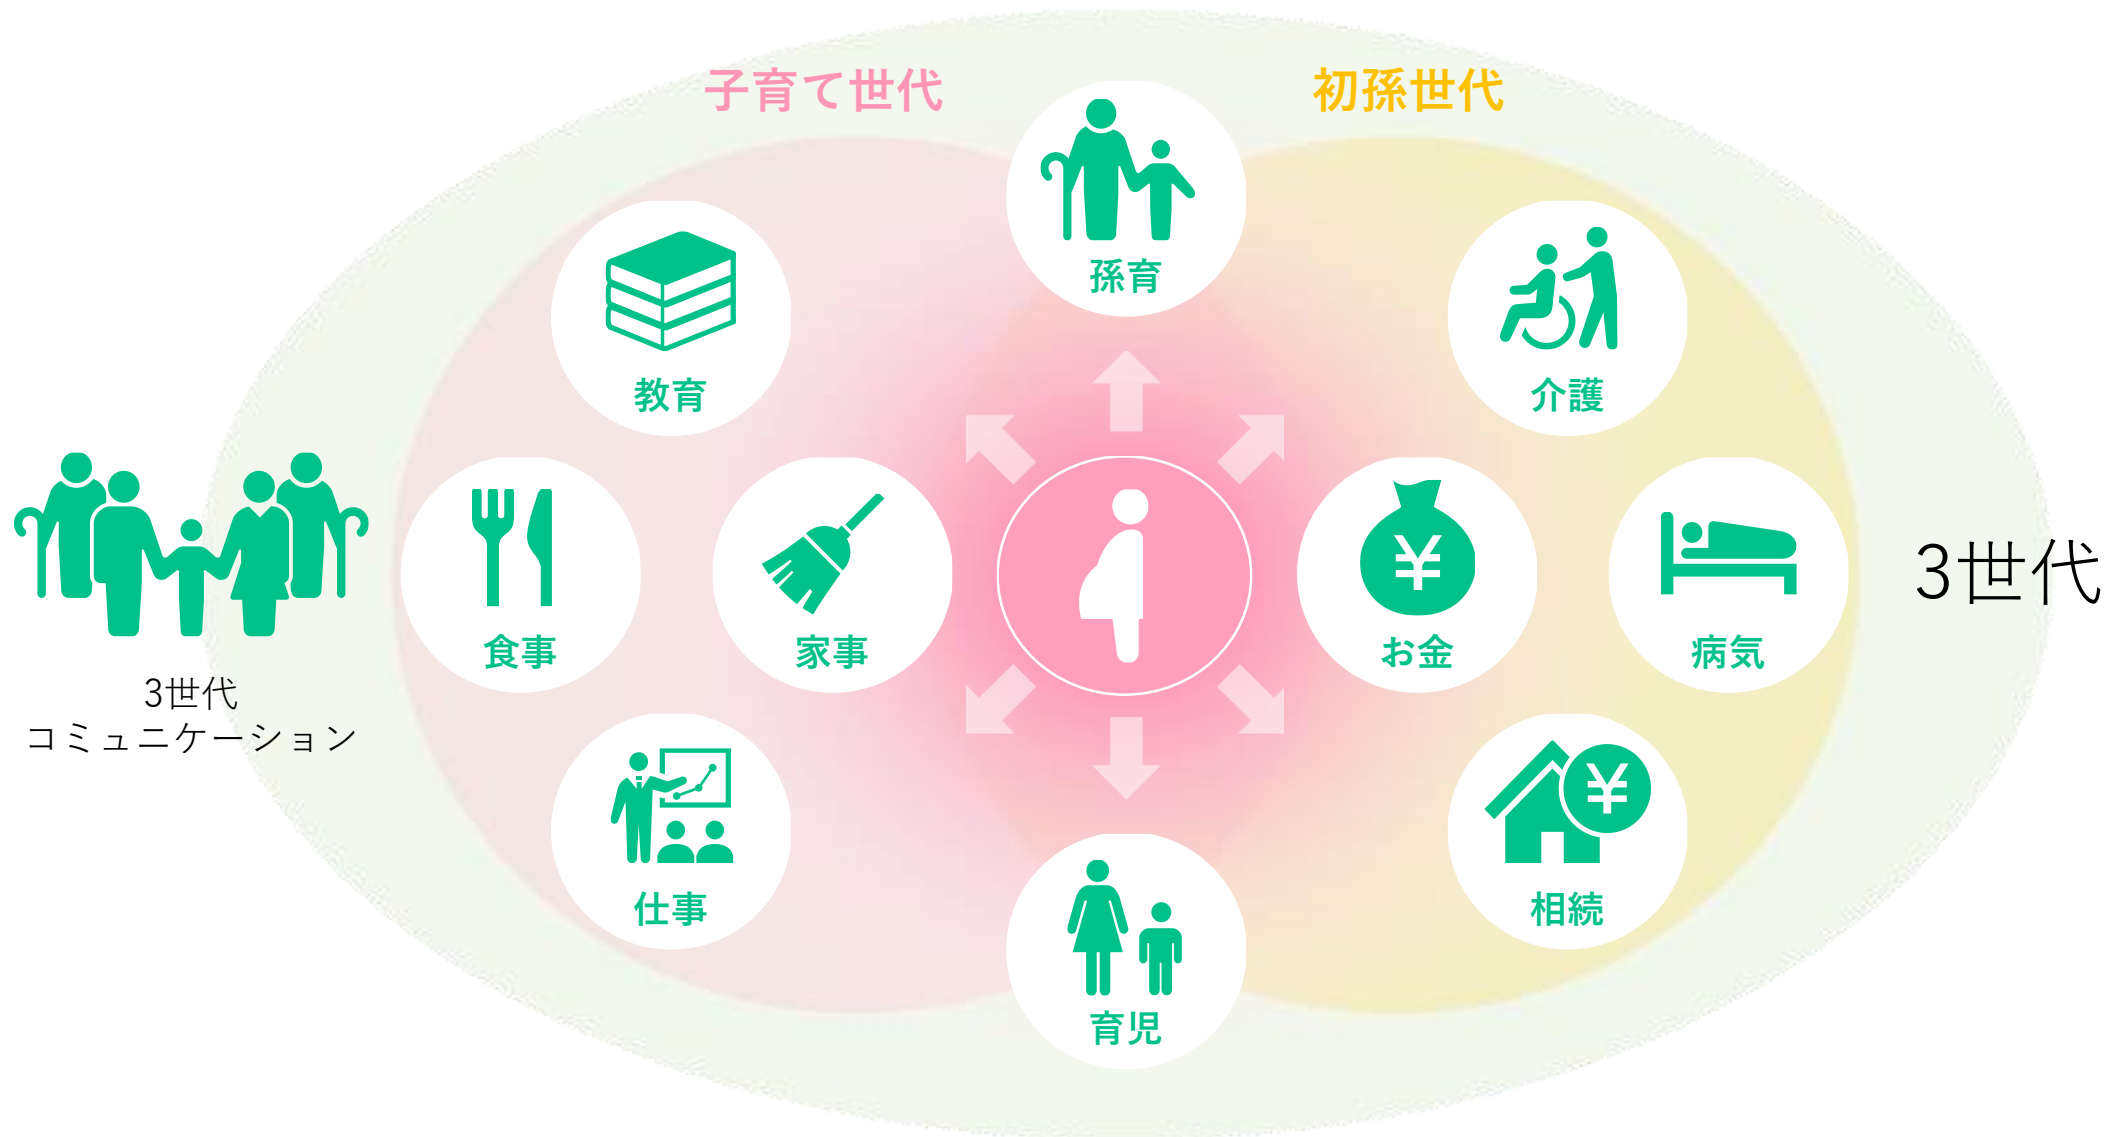 子育て世代
初孫世代
孫育
教育
介護
食事
家事
お金
病気
3世代
3世代
コミュニケーション
仕事
相続
育児